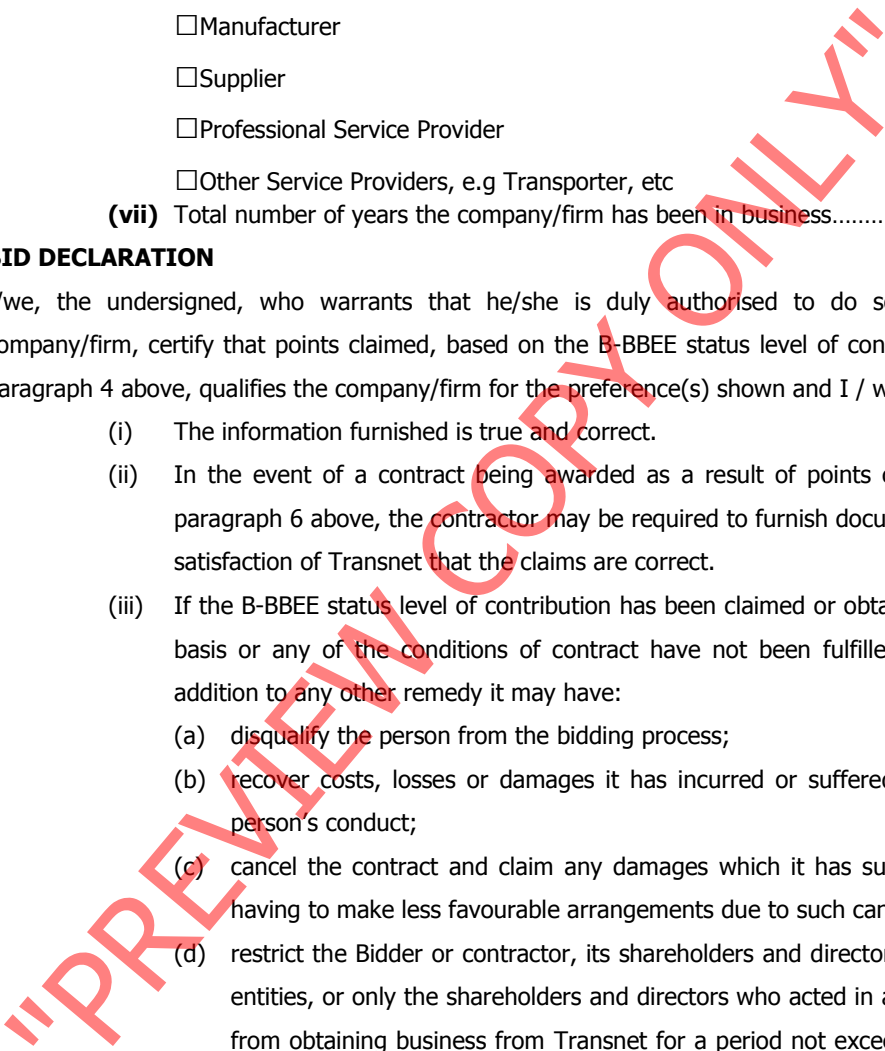 ☐Manufacturer
☐Supplier
☐Professional Service Provider
☐Other Service Providers, e.g Transporter, etc
(vii) Total number of years the company/firm has been in business………
BID DECLARATION
/we, the undersigned, who warrants that he/she is duly authorised to do
company/firm, certify that points claimed, based on the B-BBEE status level of
paragraph 4 above, qualifies the company/firm for the preference(s) shown and I /
(i) The information furnished is true and correct.
(ii) In the event of a contract being awarded as a result of points
paragraph 6 above, the contractor may be required to furnish
satisfaction of Transnet that the claims are correct.
(iii) If the B-BBEE status level of contribution has been claimed or
basis or any of the conditions of contract have not been
addition to any other remedy it may have:
(a) disqualify the person from the bidding process;
(b) recover costs, losses or damages it has incurred or suffered
person's conduct;
(c) cancel the contract and claim any damages which it has
having to make less favourable arrangements due to such
(d) restrict the Bidder or contractor, its shareholders and
entities, or only the shareholders and directors who acted in
from obtaining business from Transnet for a period not
"PREVIEW COPY ONLY"